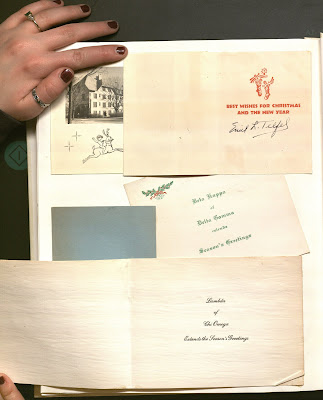 BEST WISHES FOR CHRISTMAS
AND THE NEW YEAR
Beta Kappa
of
Delta Gamma
extends
Season's Greetings
Lambda
of
Chi Omega
Extends the Season's Greetings